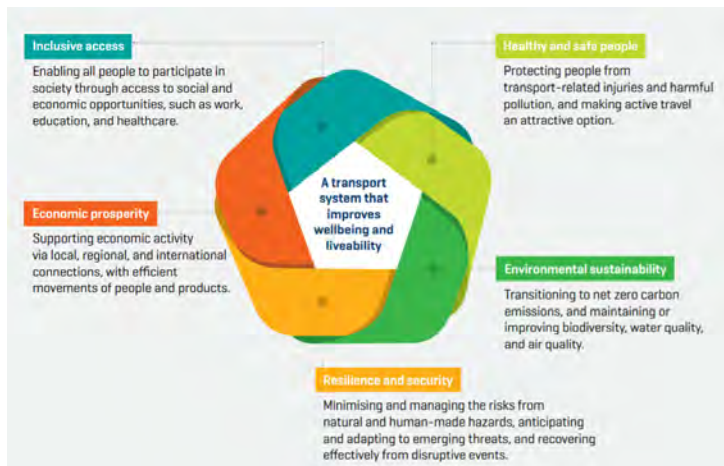 Inclusive access
Enabling all people to participate in
society through access to social and
economic opportunities, such as work,
education, and healthcare.
Healthy and safe people
Protecting people from
transport-related injuries and harmful
pollution, and making active travel
an attractive option.
A transport
system that
improves
wellbeing and
liveability
Economic prosperity
Supporting economic activity
via local, regional, and international
connections, with efficient
movements of people and products.
Environmental sustainability
Transitioning to net zero carbon
emissions, and maintaining or
improving biodiversity, water quality,
and air quality.
Resilience and security
Minimising and managing the risks from
natural and human-made hazards, anticipating
and adapting to emerging threats, and recovering
effectively from disruptive events.